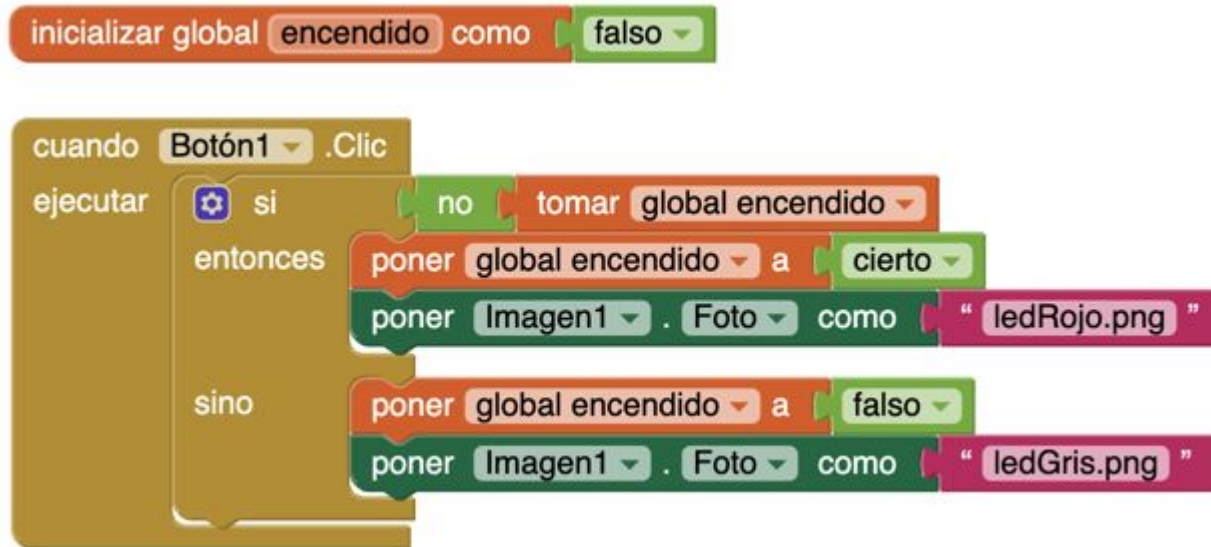 inicializar global encendido como falso
cuando Botón1 .Clic
ejecutar si no tomar global encendido
entonces poner global encendido a cierto
poner Imagen1 . Foto como " ledRojo.png "
sino poner global encendido a falso
poner Imagen1 . Foto como " ledGris.png "